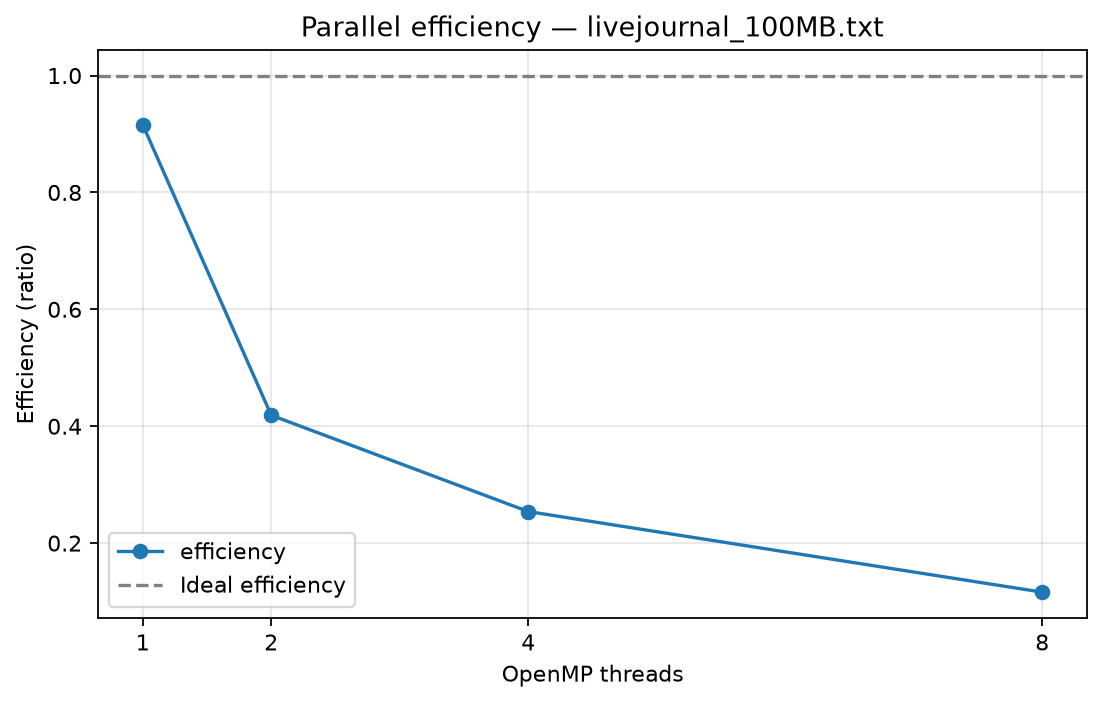 Parallel efficiency — livejournal_100MB.txt
Efficiency (ratio)
1.0
0.8
0.6
0.4
0.2
efficiency
Ideal efficiency
1 2 4 8
OpenMP threads